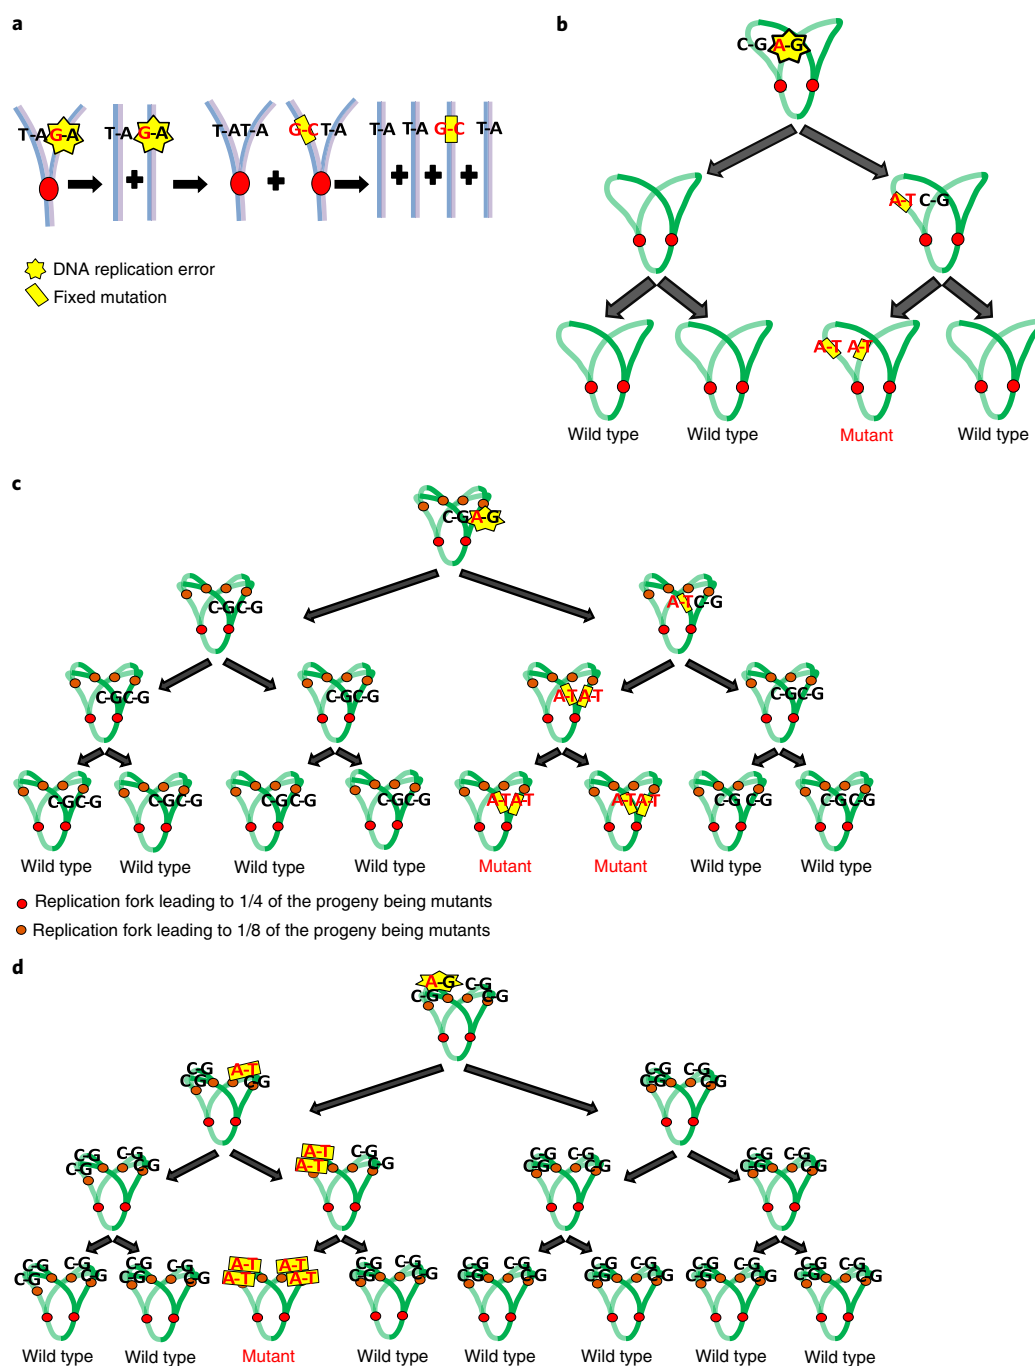 a
T-A G-A T-A G-A T-A T-A G-C T-A T-A T-A G-C T-A
DNA replication error
Fixed mutation
b
C-G A-G
A-T C-G
A-T A-T
Wild type Wild type Mutant Wild type
c
C-G A-G
C-G C-G A-T C-G
C-G C-G C-G C-G A-T A-T C-G C-G
C-G C-G C-G C-G C-G C-G C-G C-G A-T A-T A-T A-T C-G C-G C-G C-G
Wild type Wild type Wild type Wild type Mutant Mutant Wild type Wild type
Replication fork leading to 1/4 of the progeny being mutants
Replication fork leading to 1/8 of the progeny being mutants
d
A-G C-G
C-G C-G
C-G A-T C-G C-G
C-G C-G C-G C-G
C-G C-G A-T C-G C-G C-G C-G C-G
C-G C-G A-T C-G C-G C-G C-G C-G
C-G C-G C-G C-G A-T A-T C-G C-G C-G C-G C-G C-G C-G C-G C-G C-G
C-G C-G C-G C-G A-T A-T C-G C-G C-G C-G C-G C-G C-G C-G C-G C-G
Wild type Wild type Mutant Wild type Wild type Wild type Wild type Wild type